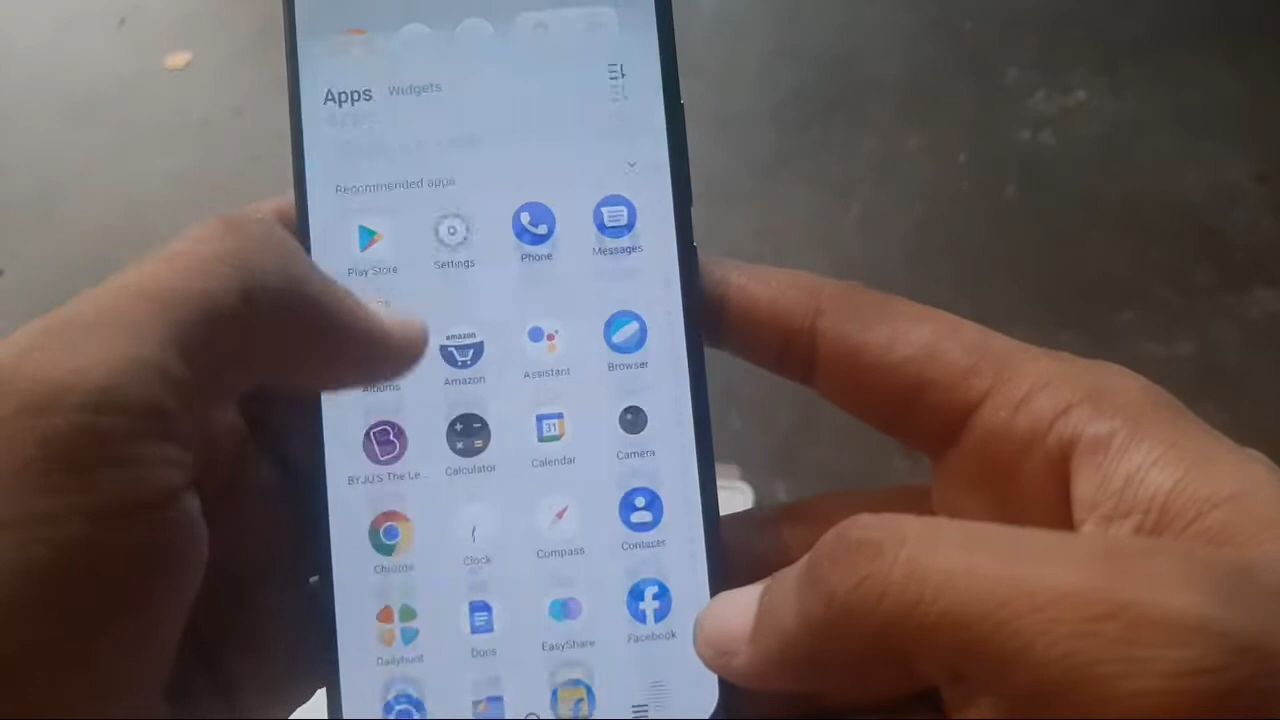 Apps Widgets
Recommended apps
Play Store Settings Phone Messages
amazon
Albums Amazon Assistant Browser
31
BYJU'S The Le... Calculator Calendar Camera
Chrome Clock Compass Contacts
Dailyhunt Docs EasyShare Facebook